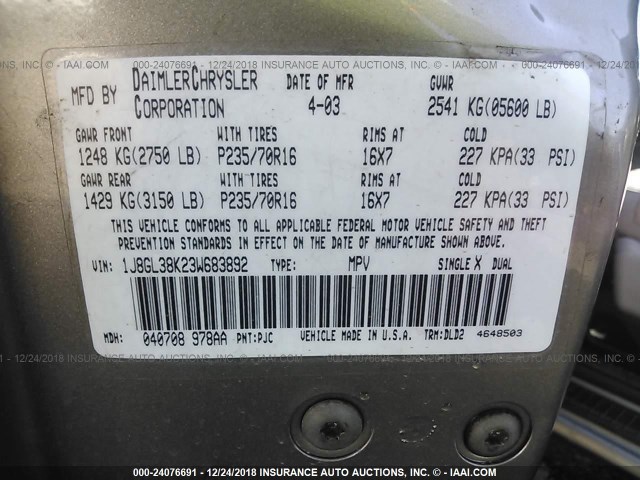 000-24076691 - 12/24/2018 INSURANCE AUTO AUCTIONS, INC. - © IAAI.COM
MFD BY DAIMLERCHRYSLER CORPORATION DATE OF MFR 4-03 GVWR 2541 KG(05600 LB)
GAWR FRONT WITH TIRES RIMS AT COLD
1248 KG(2750 LB) P235/70R16 16X7 227 KPA(33 PSI)
GAWR REAR WITH TIRES RIMS AT COLD
1429 KG(3150 LB) P235/70R16 16X7 227 KPA(33 PSI)
THIS VEHICLE CONFORMS TO ALL APPLICABLE FEDERAL MOTOR VEHICLE SAFETY AND THEFT
PREVENTION STANDARDS IN EFFECT ON THE DATE OF MANUFACTURE SHOWN ABOVE.
VIN: 1J8GL38K23W683892 TYPE: MPV SINGLE X DUAL
MDH: 040708 978AA PNT:PJC VEHICLE MADE IN U.S.A. TRM:DLD2 4648503
000-24076691 - 12/24/2018 INSURANCE AUTO AUCTIONS, INC. - © IAAI.COM